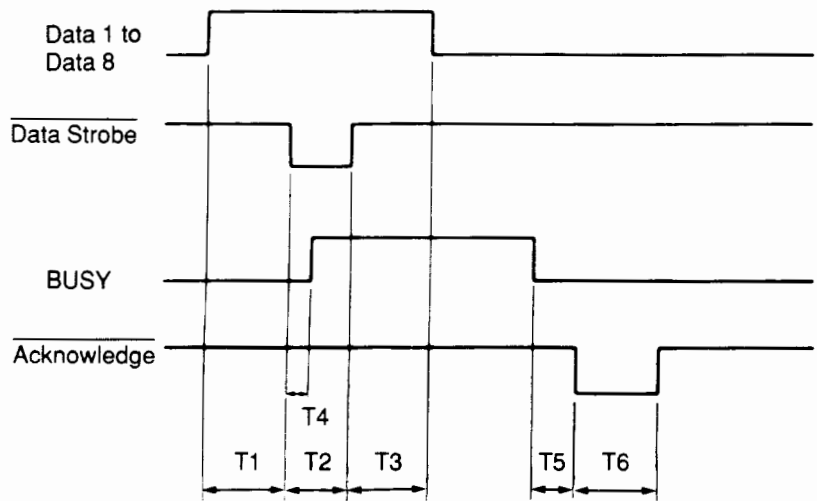 Data 1 to
Data 8
Data Strobe
BUSY
Acknowledge
T4
T1 T2 T3 T5 T6